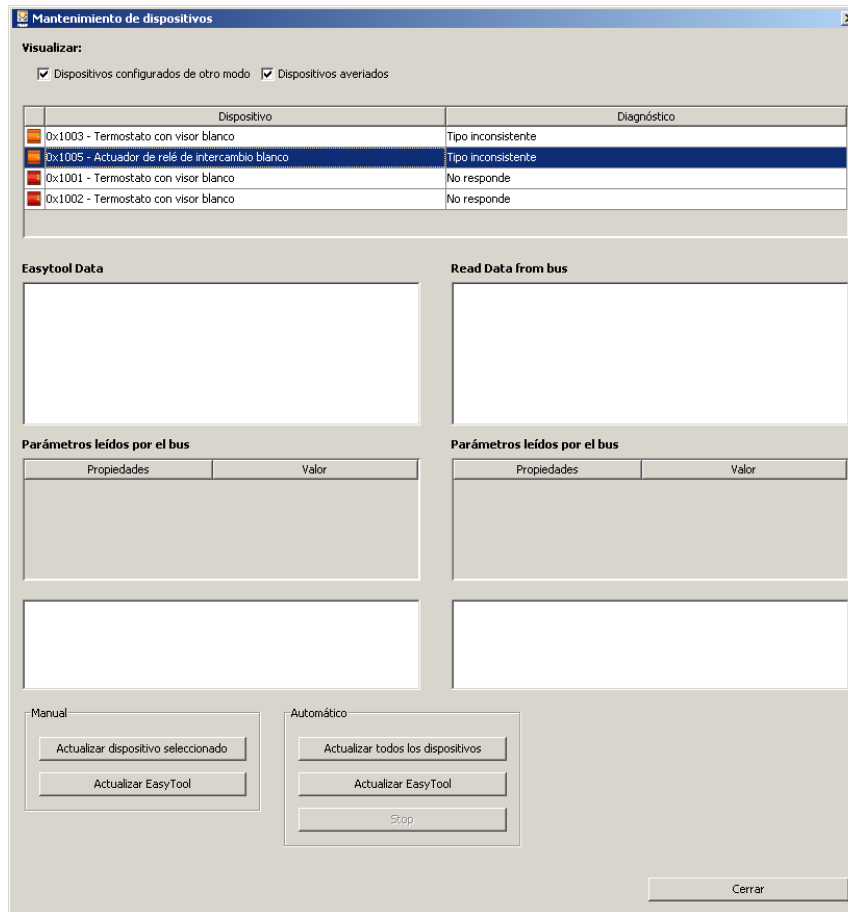 Mantenimiento de dispositivos
Visualizar:
Dispositivos configurados de otro modo Dispositivos averiados
Dispositivo Diagnóstico
0x1003 - Termostato con visor blanco Tipo inconsistente
0x1005 - Actuador de relé de intercambio blanco Tipo inconsistente
0x1001 - Termostato con visor blanco No responde
0x1002 - Termostato con visor blanco No responde
Easytool Data Read Data from bus
Parámetros leídos por el bus Parámetros leídos por el bus
Propiedades Valor Propiedades Valor
Manual Automático
Actualizar dispositivo seleccionado Actualizar todos los dispositivos
Actualizar EasyTool Actualizar EasyTool
Stop
Cerrar